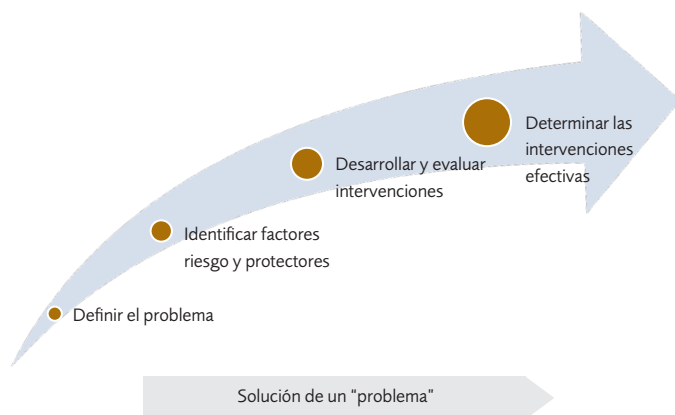 Definir el problema
Identificar factores
riesgo y protectores
Desarrollar y evaluar
intervenciones
Determinar las
intervenciones
efectivas
Solución de un “problema”